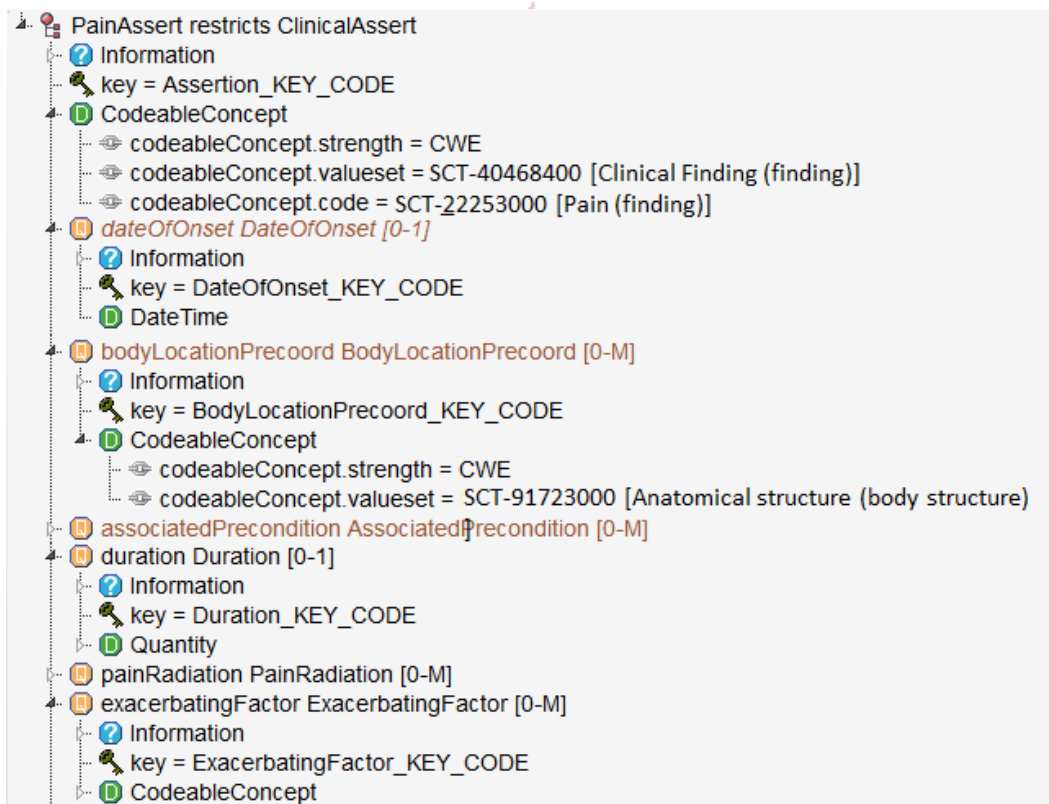 PainAssert restricts ClinicalAssert
Information
key = Assertion_KEY_CODE
CodeableConcept
codeableConcept.strength = CWE
codeableConcept.valueset = SCT-40468400 [Clinical Finding (finding)]
codeableConcept.code = SCT-22253000 [Pain (finding)]
dateOfOnset DateOfOnset [0-1]
Information
key = DateOfOnset_KEY_CODE
DateTime
bodyLocationPrecoord BodyLocationPrecoord [0-M]
Information
key = BodyLocationPrecoord_KEY_CODE
CodeableConcept
codeableConcept.strength = CWE
codeableConcept.valueset = SCT-91723000 [Anatomical structure (body structure)
associatedPrecondition AssociatedPrecondition [0-M]
duration Duration [0-1]
Information
key = Duration_KEY_CODE
Quantity
painRadiation PainRadiation [0-M]
exacerbatingFactor ExacerbatingFactor [0-M]
Information
key = ExacerbatingFactor_KEY_CODE
CodeableConcept